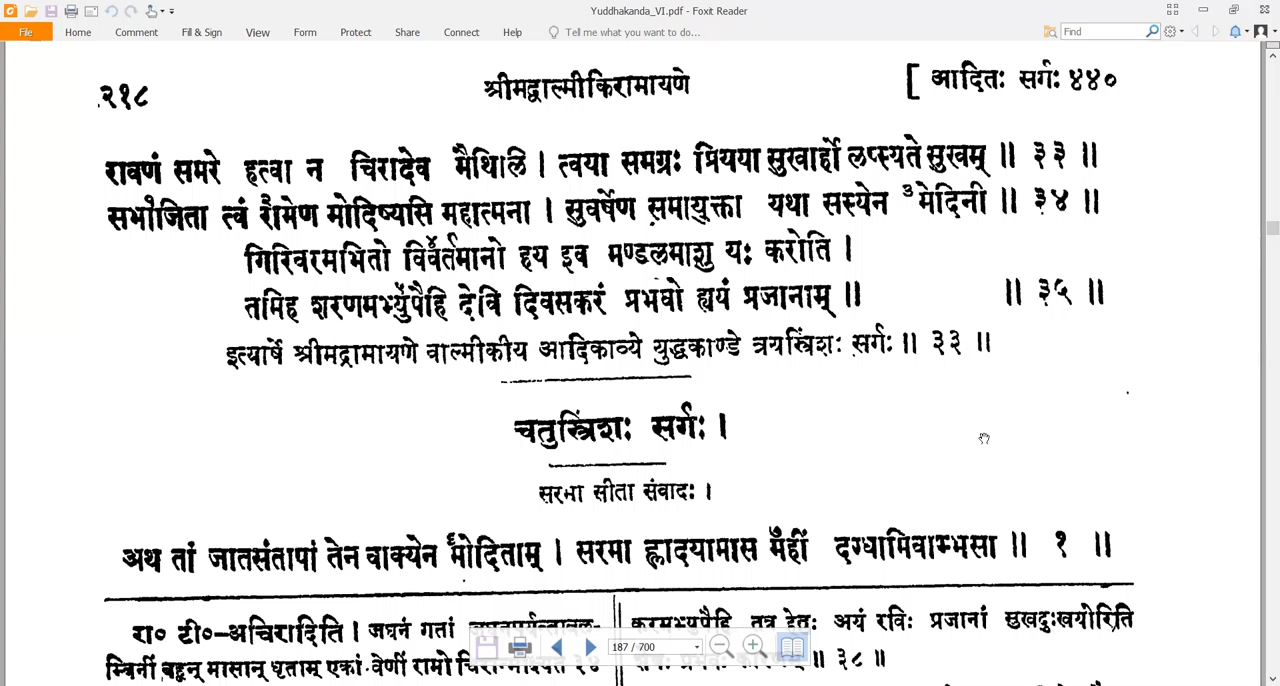 Yuddhakanda_VI.pdf - Foxit Reader
File Home Comment Fill & Sign View Form Protect Share Connect Help Tell me what you want to do... Find
२१८ श्रीमद्वाल्मीकिरामायणे [ आदितः सर्गः ४४०
रावणं समरे हत्वा न चिरादेव मैथिलि । त्वया समग्रः प्रियया सुखार्हो लप्स्यते सुखम् ॥ ३३ ॥
सभाजिता त्वं रामेण मोदिष्यसि महात्मना । सुवर्षेण समायुक्ता यथा सस्येन ³मेदिनी ॥ ३४ ॥
गिरिवरमभितो विवर्तमानो हय इव मण्डलमाशु यः करोति ।
तमिह शरणमभ्युपैहि देवि दिवसकरं प्रभवो ह्ययं प्रजानाम् ॥ ॥ ३५ ॥
इत्यार्षे श्रीमद्रामायणे वाल्मीकीय आदिकाव्ये युद्धकाण्डे त्रयस्त्रिंशः सर्गः ॥ ३३ ॥
चतुस्त्रिंशः सर्गः ।
सरमा सीता संवादः ।
अथ तां जातसंतापां तेन वाक्येन मोदिताम् । सरमा ह्लादयामास महीं दग्धामिवाम्भसा ॥ १ ॥
रा० टी०-अचिरादिति । जघनं गतां
म्बिनीं बहून् मासान् धृताम् एकां वेणीं रामो
करमभ्युपैहि तत्र हेतुः अयं रविः प्रजानां सुखदुःखयोरिति
॥ ३८ ॥
187 / 700